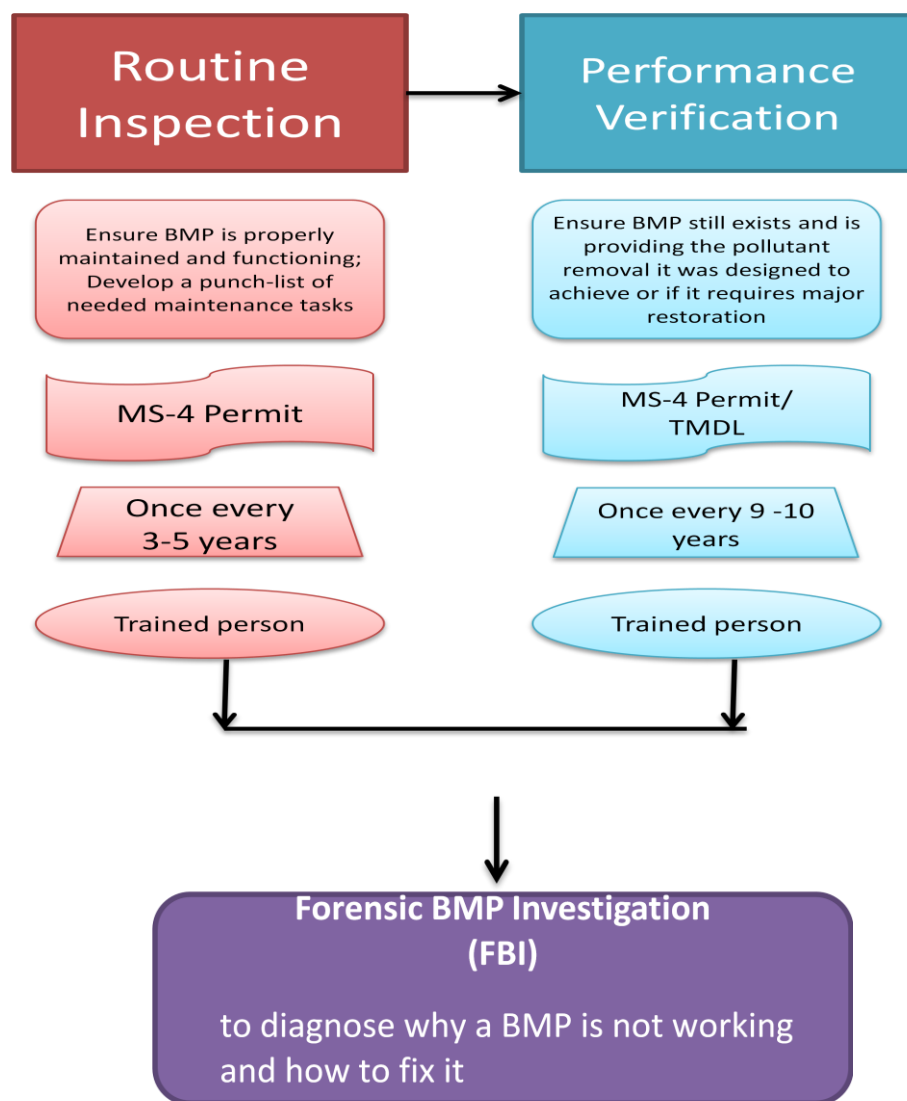 Routine
Inspection
Performance
Verification
Ensure BMP is properly
maintained and functioning;
Develop a punch-list of
needed maintenance tasks
Ensure BMP still exists and is
providing the pollutant
removal it was designed to
achieve or if it requires major
restoration
MS-4 Permit
MS-4 Permit/
TMDL
Once every
3-5 years
Once every 9 -10
years
Trained person
Trained person
Forensic BMP Investigation
(FBI)
to diagnose why a BMP is not working
and how to fix it